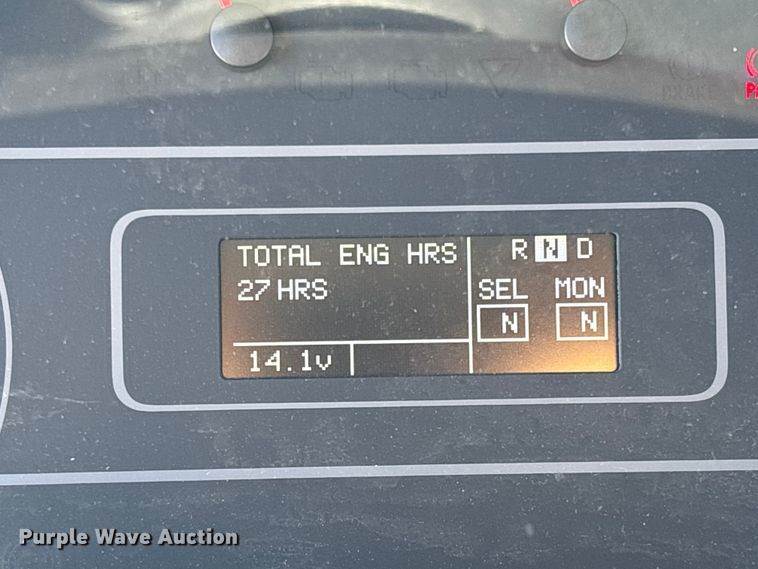 TOTAL ENG HRS
27 HRS
14.1v
R N D
SEL MON
N N
Purple Wave Auction